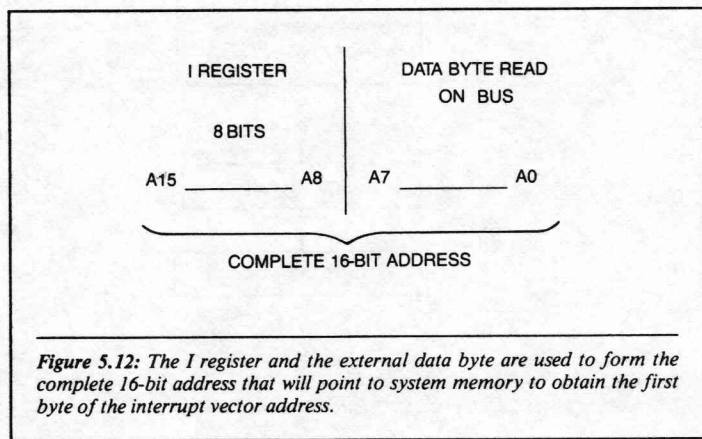 I REGISTER
DATA BYTE READ
ON BUS
8 BITS
A15 ________ A8
A7 ________ A0
COMPLETE 16-BIT ADDRESS
Figure 5.12: The I register and the external data byte are used to form the
complete 16-bit address that will point to system memory to obtain the first
byte of the interrupt vector address.